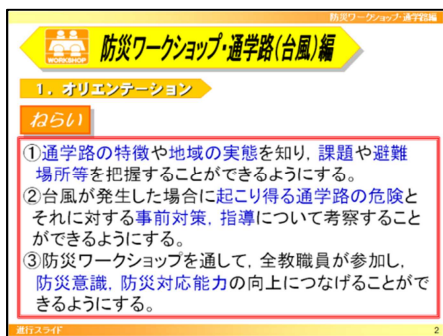 防災ワークショップ・通学路編
WORKSHOP
防災ワークショップ・通学路(台風)編
1．オリエンテーション
ねらい
①通学路の特徴や地域の実態を知り，課題や避難
場所等を把握することができるようにする。
②台風が発生した場合に起こり得る通学路の危険と
それに対する事前対策，指導について考察すること
ができるようにする。
③防災ワークショップを通して，全教職員が参加し，
防災意識，防災対応能力の向上につなげることがで
きるようにする。
進行スライド
2